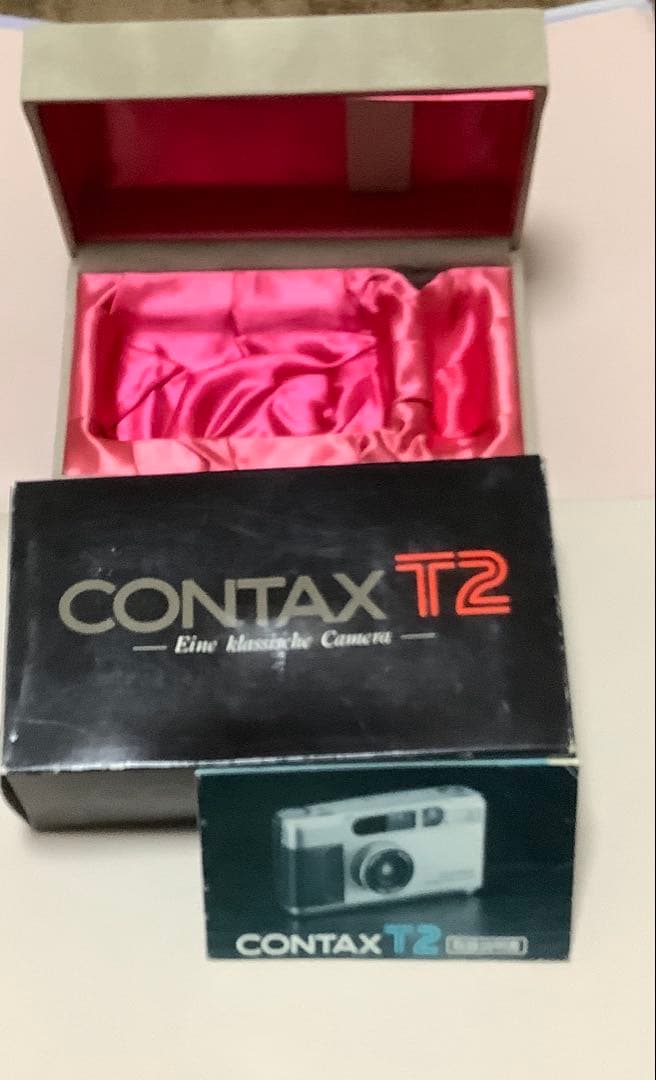 CONTAX T2
— Eine klassische Camera —
CONTAX T2